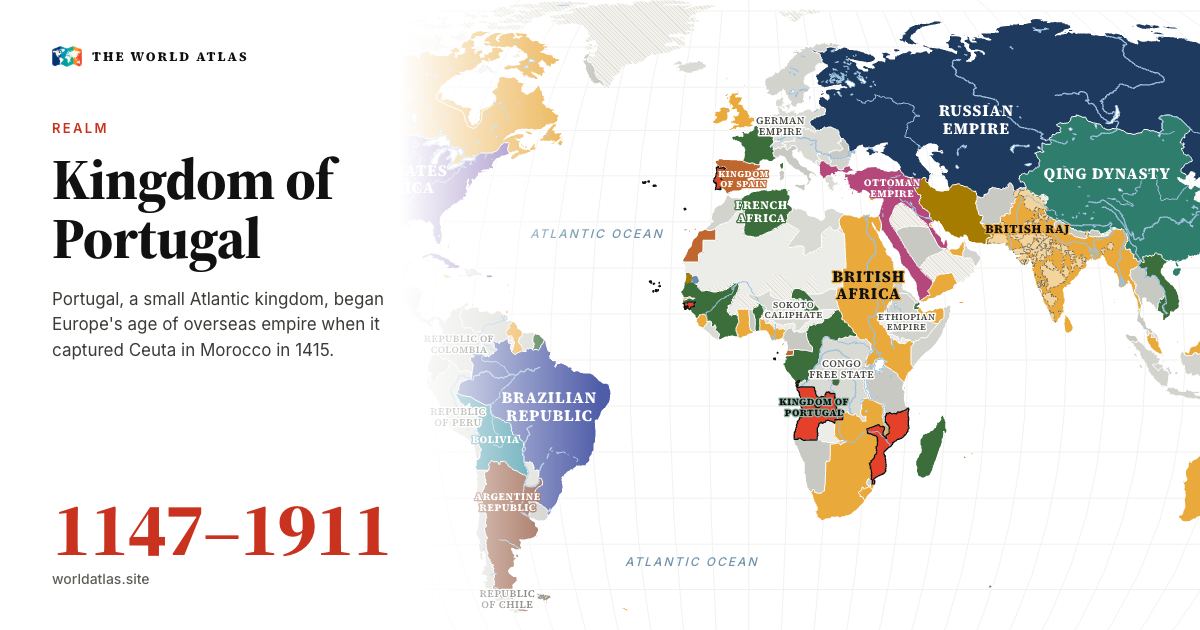 THE WORLD ATLAS
REALM
Kingdom of
Portugal
Portugal, a small Atlantic kingdom, began
Europe's age of overseas empire when it
captured Ceuta in Morocco in 1415.
1147–1911
worldatlas.site
RUSSIAN
EMPIRE
GERMAN
EMPIRE
QING DYNASTY
KINGDOM
OF SPAIN
OTTOMAN
EMPIRE
FRENCH
AFRICA
BRITISH RAJ
ATLANTIC OCEAN
BRITISH
AFRICA
SOKOTO
CALIPHATE
ETHIOPIAN
EMPIRE
REPUBLIC OF
COLOMBIA
CONGO
FREE STATE
BRAZILIAN
REPUBLIC
KINGDOM OF
PORTUGAL
REPUBLIC
OF PERU
BOLIVIA
ARGENTINE
REPUBLIC
ATLANTIC OCEAN
REPUBLIC
OF CHILE